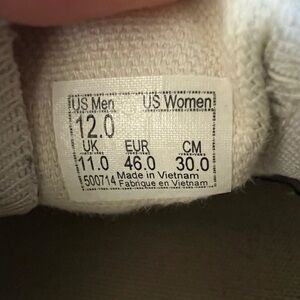 US Men US Women
12.0
UK EUR CM
11.0 46.0 30.0
500714 Made in Vietnam
Fabrique en Vietnam